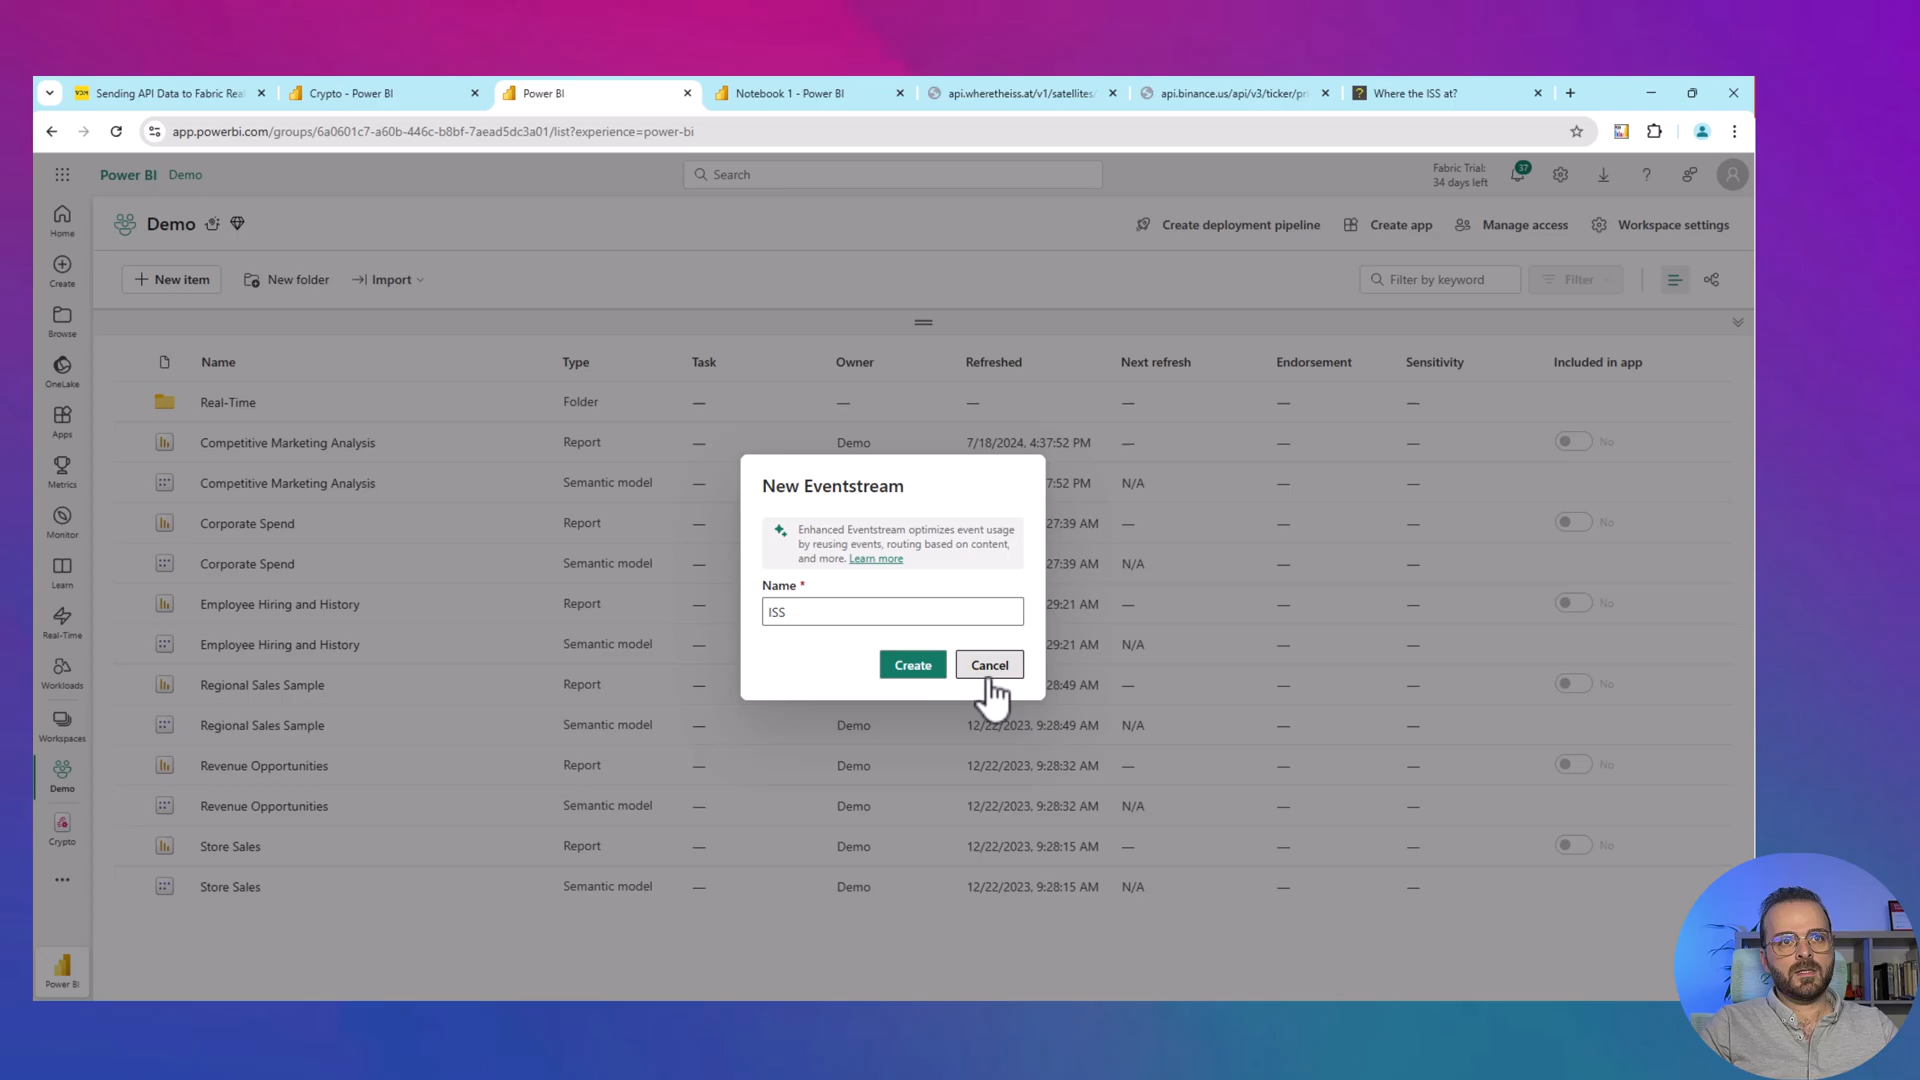 Sending API Data to Fabric Rea
Crypto - Power BI
Power BI
Notebook 1 - Power BI
api.wheretheiss.at/v1/satellites/
api.binance.us/api/v3/ticker/pri
Where the ISS at?
app.powerbi.com/groups/6a0601c7-a60b-446c-b8bf-7aead5dc3a01/list?experience=power-bi
Power BI Demo
Search
Fabric Trial:
34 days left
37
Home
Create
Browse
OneLake
Apps
Metrics
Monitor
Learn
Real-Time
Workloads
Workspaces
Demo
Crypto
Power BI
Demo
Create deployment pipeline
Create app
Manage access
Workspace settings
New item
New folder
Import
Filter by keyword
Filter
Name Type Task Owner Refreshed Next refresh Endorsement Sensitivity Included in app
Real-Time Folder — — — — — —
Competitive Marketing Analysis Report — Demo 7/18/2024, 4:37:52 PM — — — No
Competitive Marketing Analysis Semantic model — 7:52 PM N/A — —
Corporate Spend Report — 27:39 AM — — — No
Corporate Spend Semantic model — 27:39 AM N/A — —
Employee Hiring and History Report — 29:21 AM — — — No
Employee Hiring and History Semantic model — 29:21 AM N/A — —
Regional Sales Sample Report — 28:49 AM — — — No
Regional Sales Sample Semantic model — Demo 12/22/2023, 9:28:49 AM N/A — —
Revenue Opportunities Report — Demo 12/22/2023, 9:28:32 AM — — — No
Revenue Opportunities Semantic model — Demo 12/22/2023, 9:28:32 AM N/A — —
Store Sales Report — Demo 12/22/2023, 9:28:15 AM — — — No
Store Sales Semantic model — Demo 12/22/2023, 9:28:15 AM N/A — —
New Eventstream
Enhanced Eventstream optimizes event usage
by reusing events, routing based on content,
and more. Learn more
Name *
ISS
Create
Cancel